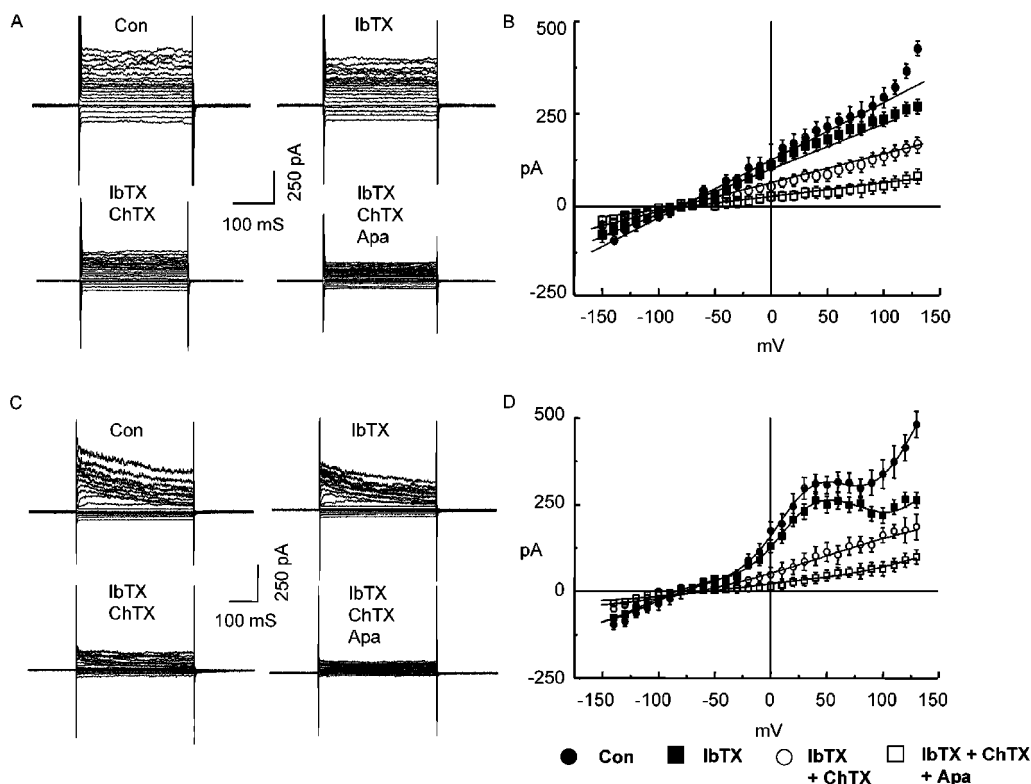 A
Con
IbTX
IbTX
ChTX
IbTX
ChTX
Apa
100 mS
250 pA
B
500
250
pA
0
-250
-150
-100
-50
0
50
100
150
mV
C
Con
IbTX
IbTX
ChTX
IbTX
ChTX
Apa
100 mS
250 pA
D
500
250
pA
0
-250
-150
-100
-50
0
50
100
150
mV
Con
IbTX
IbTX
+ ChTX
IbTX + ChTX
+ Apa